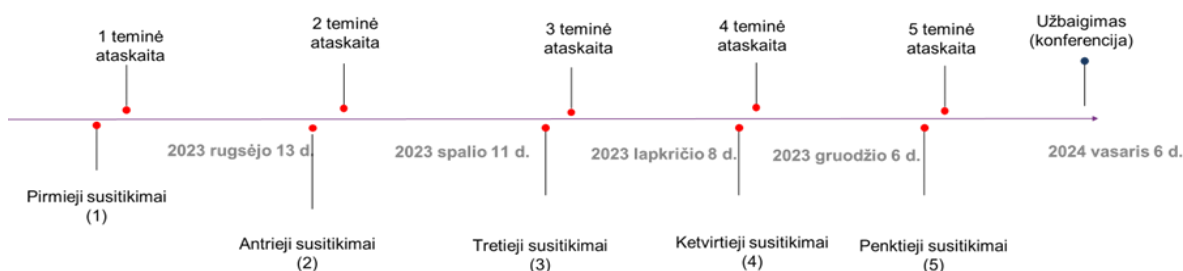 1 teminė
ataskaita
2 teminė
ataskaita
3 teminė
ataskaita
4 teminė
ataskaita
5 teminė
ataskaita
Užbaigimas
(konferencija)
2023 rugsėjo 13 d.
2023 spalio 11 d.
2023 lapkričio 8 d.
2023 gruodžio 6 d.
2024 vasaris 6 d.
Pirmieji susitikimai
(1)
Antrieji susitikimai
(2)
Tretieji susitikimai
(3)
Ketvirtieji susitikimai
(4)
Penktieji susitikimai
(5)